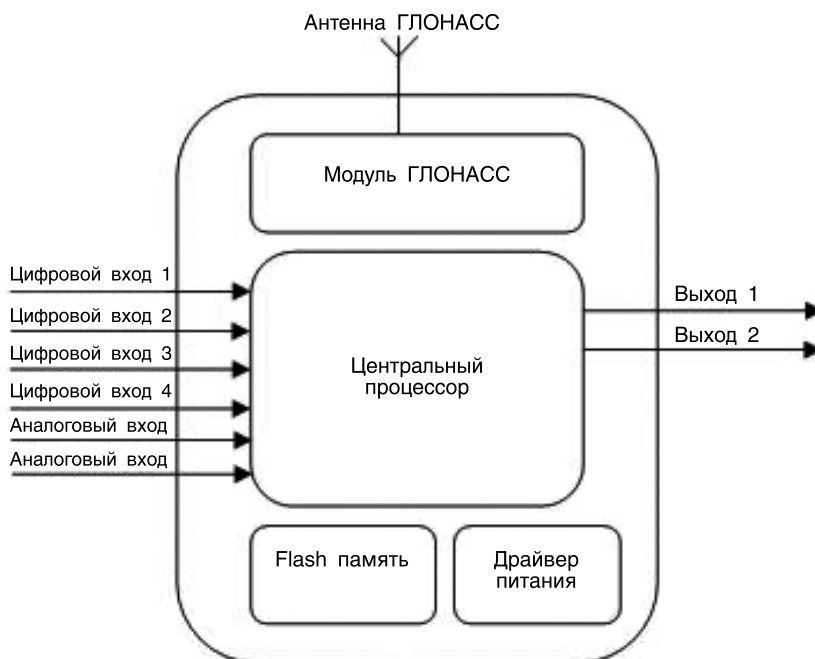 Антенна ГЛОНАСС
Модуль ГЛОНАСС
Цифровой вход 1
Цифровой вход 2
Цифровой вход 3
Цифровой вход 4
Аналоговый вход
Аналоговый вход
Центральный
процессор
Выход 1
Выход 2
Flash память
Драйвер
питания